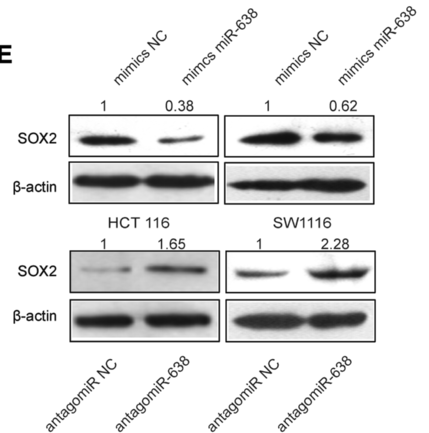 E
mimics NC
mimcs miR-638
mimics NC
mimics miR-638
1 0.38 1 0.62
SOX2
β-actin
HCT 116 SW1116
1 1.65 1 2.28
SOX2
β-actin
antagomiR NC
antagomiR-638
antagomiR NC
antagomiR-638